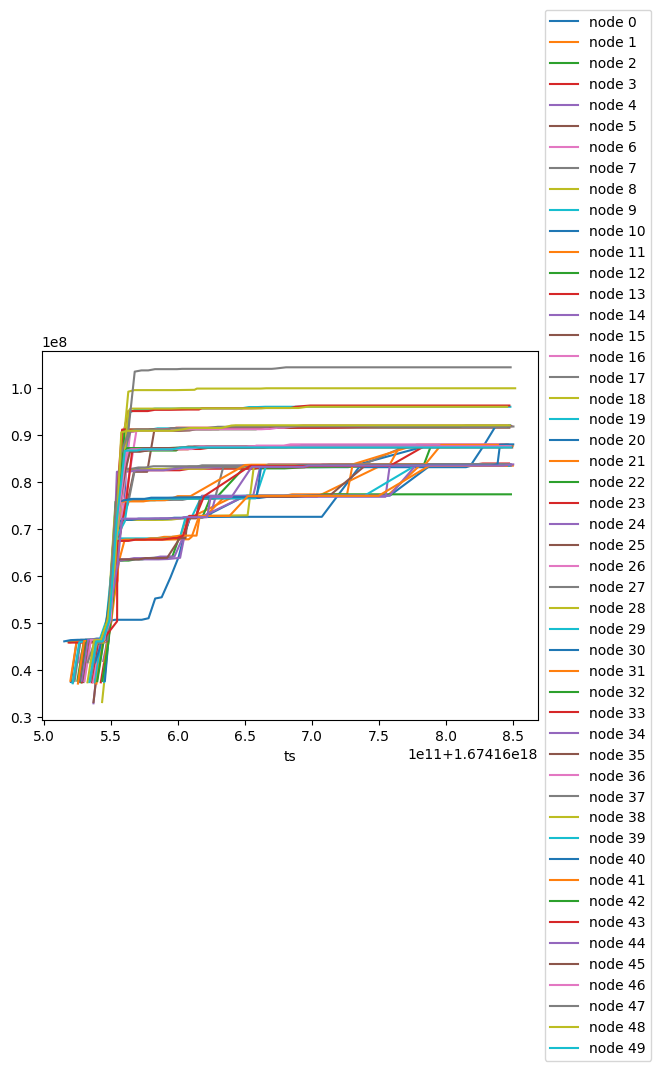 1e8
1.0
0.9
0.8
0.7
0.6
0.5
0.4
0.3
5.0 5.5 6.0 6.5 7.0 7.5 8.0 8.5
ts
1e11+1.67416e18
node 0
node 1
node 2
node 3
node 4
node 5
node 6
node 7
node 8
node 9
node 10
node 11
node 12
node 13
node 14
node 15
node 16
node 17
node 18
node 19
node 20
node 21
node 22
node 23
node 24
node 25
node 26
node 27
node 28
node 29
node 30
node 31
node 32
node 33
node 34
node 35
node 36
node 37
node 38
node 39
node 40
node 41
node 42
node 43
node 44
node 45
node 46
node 47
node 48
node 49